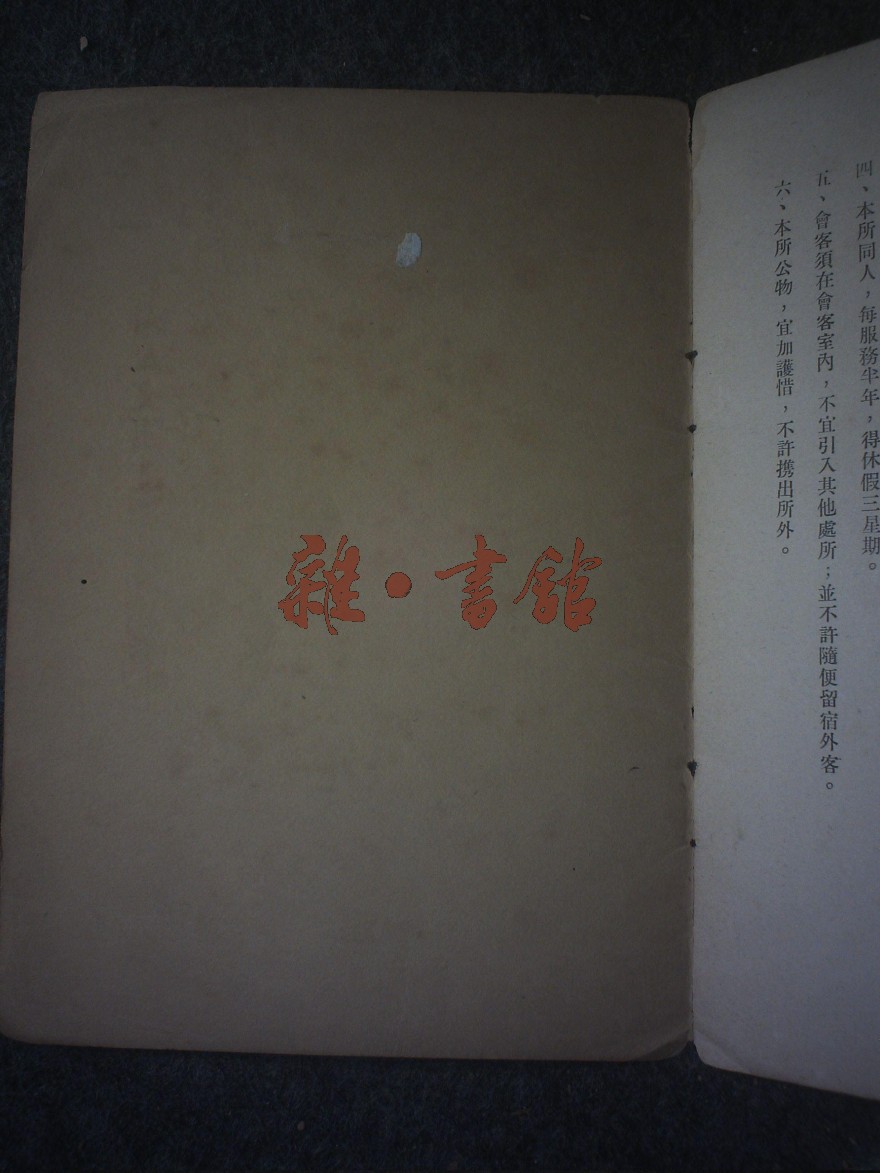 四、本所同人，每服務半年，得休假三星期。
五、會客須在會客室內，不宜引入其他處所；並不許隨便留宿外客。
六、本所公物，宜加護惜，不許携出所外。
雜·書館